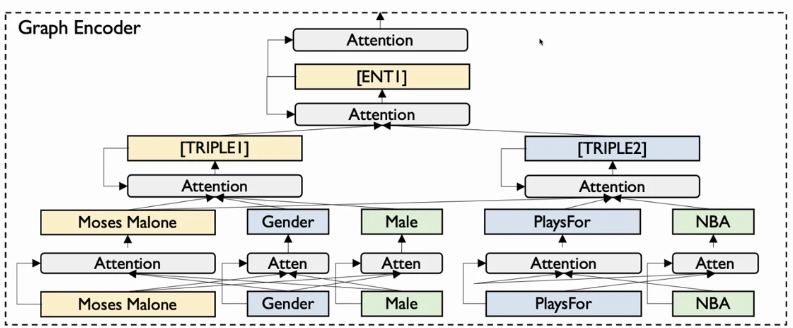 Graph Encoder
Attention
[ENT1]
Attention
[TRIPLE1]
[TRIPLE2]
Attention
Attention
Moses Malone
Gender
Male
PlaysFor
NBA
Attention
Atten
Atten
Attention
Atten
Moses Malone
Gender
Male
PlaysFor
NBA